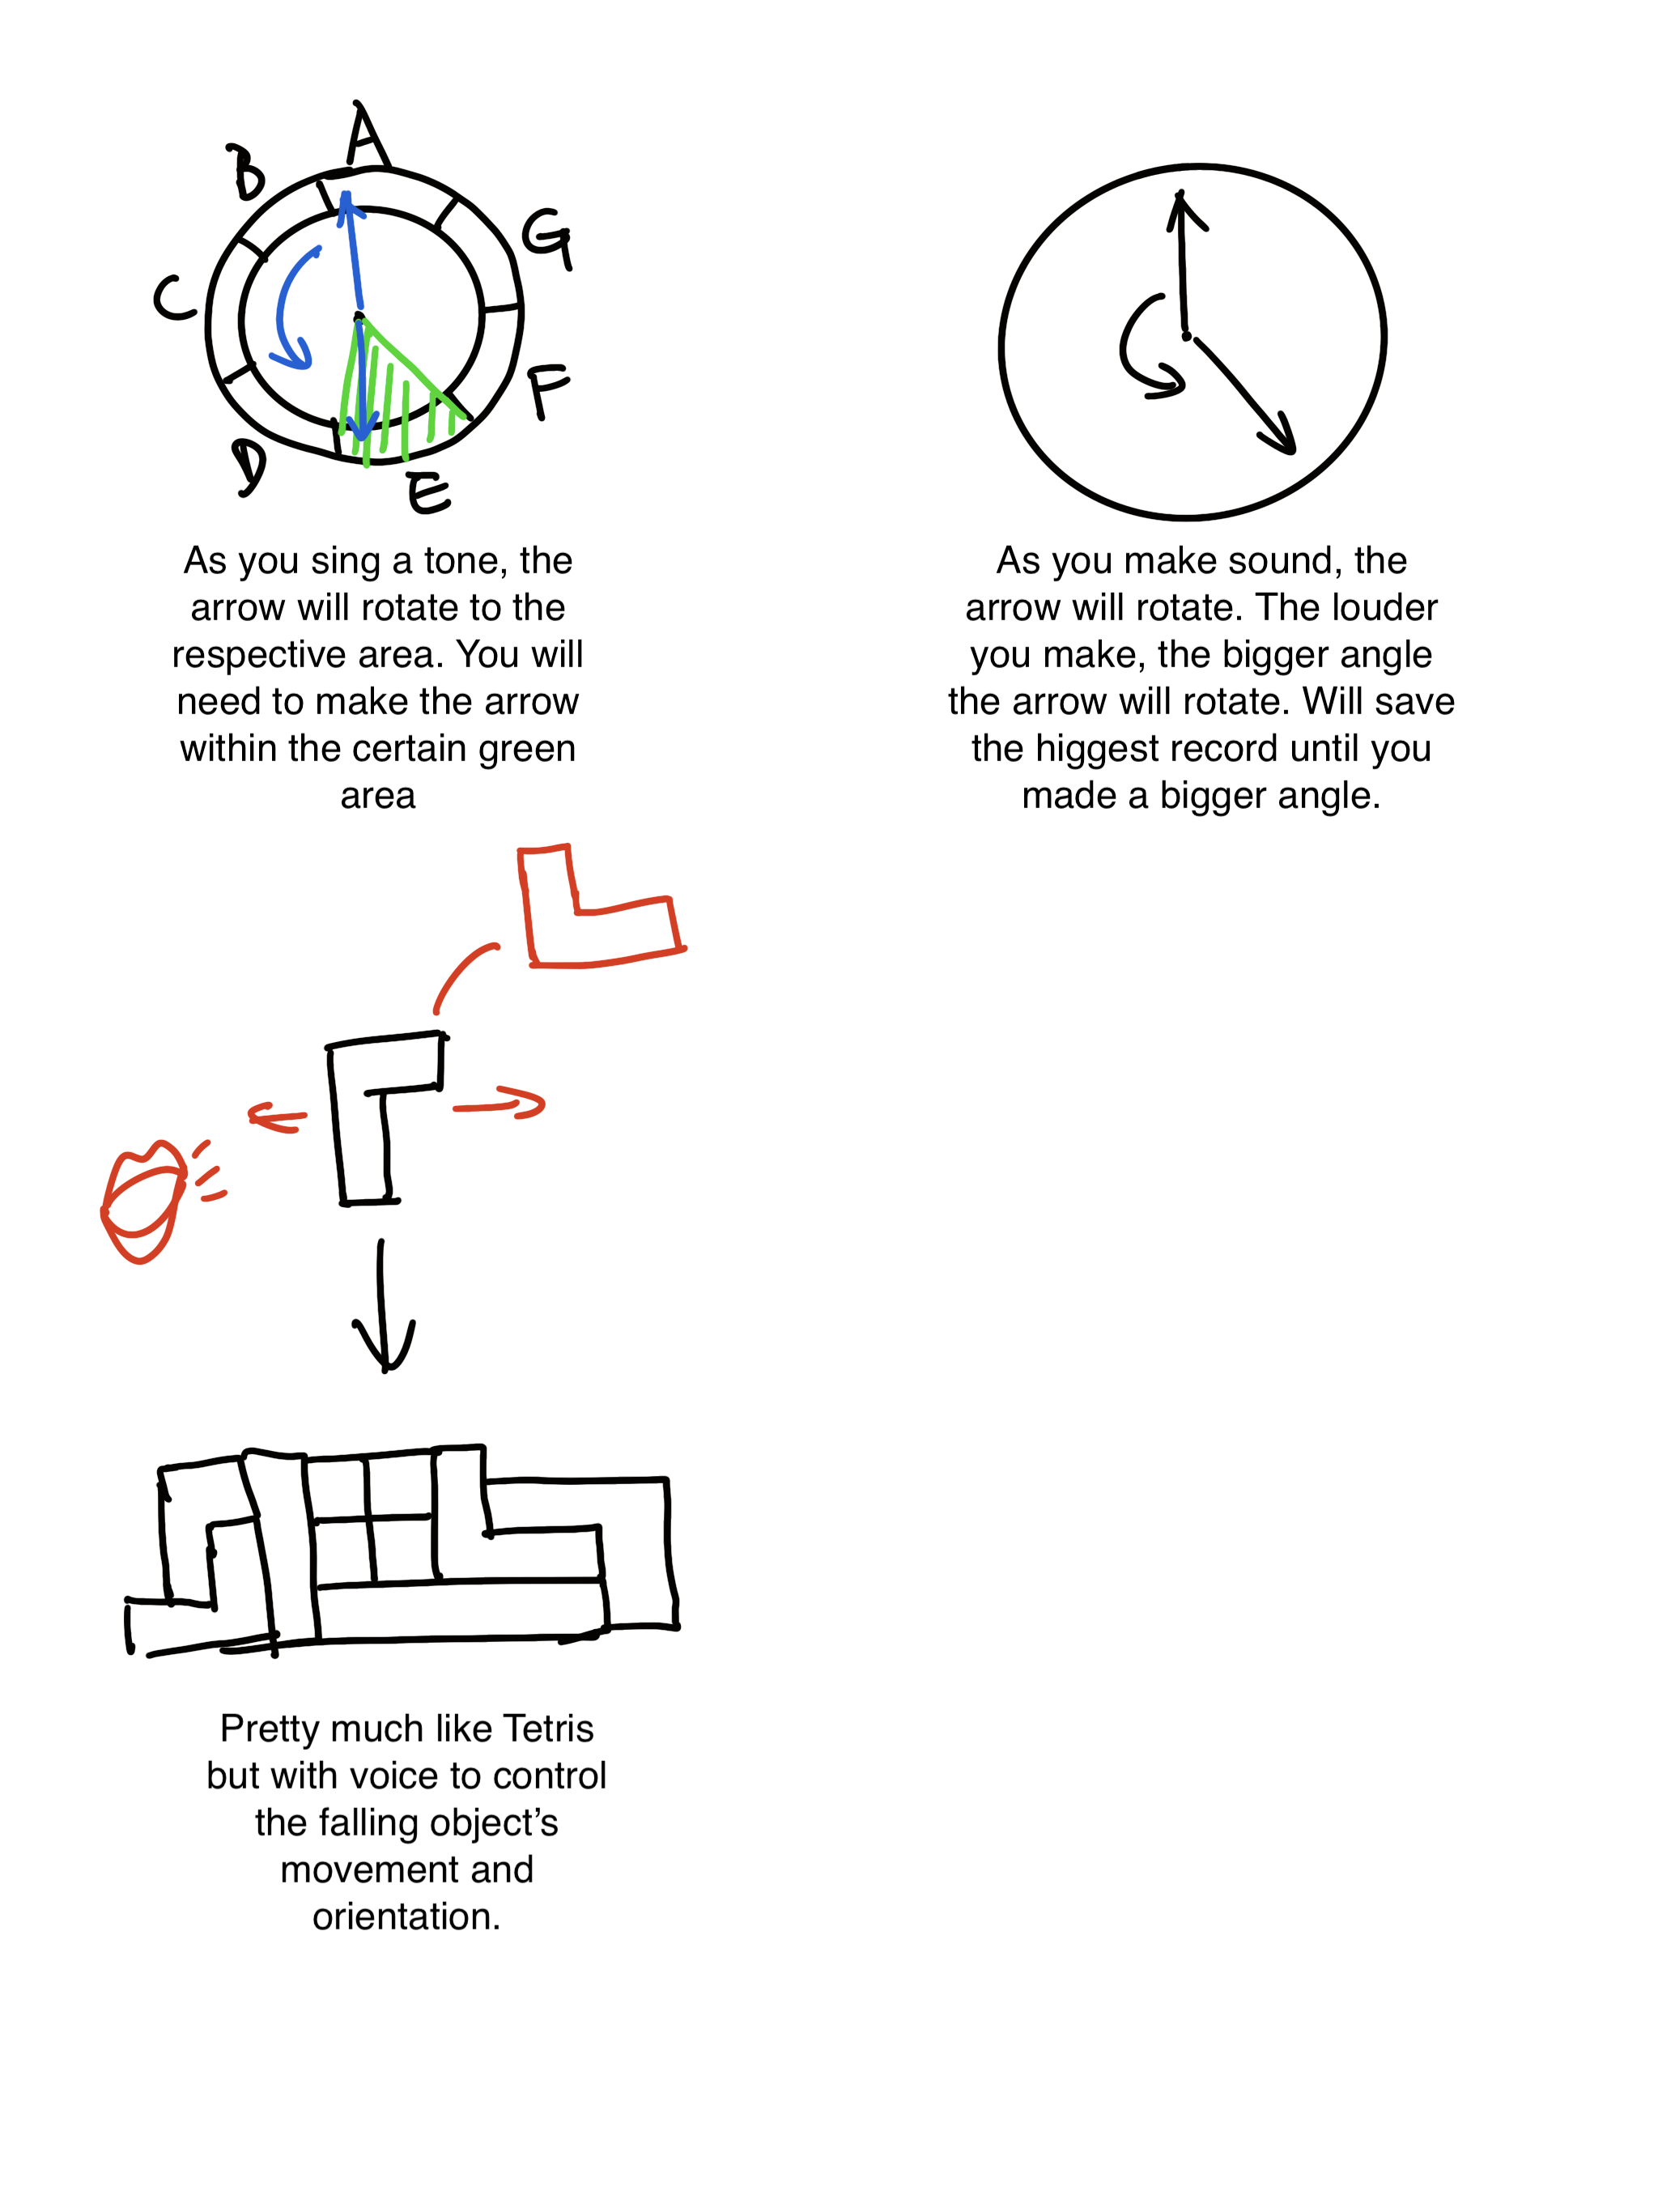 A
B
G
C
F
D
E
As you sing a tone, the
arrow will rotate to the
respective area. You will
need to make the arrow
within the certain green
area
As you make sound, the
arrow will rotate. The louder
you make, the bigger angle
the arrow will rotate. Will save
the higgest record until you
made a bigger angle.
Pretty much like Tetris
but with voice to control
the falling object’s
movement and
orientation.